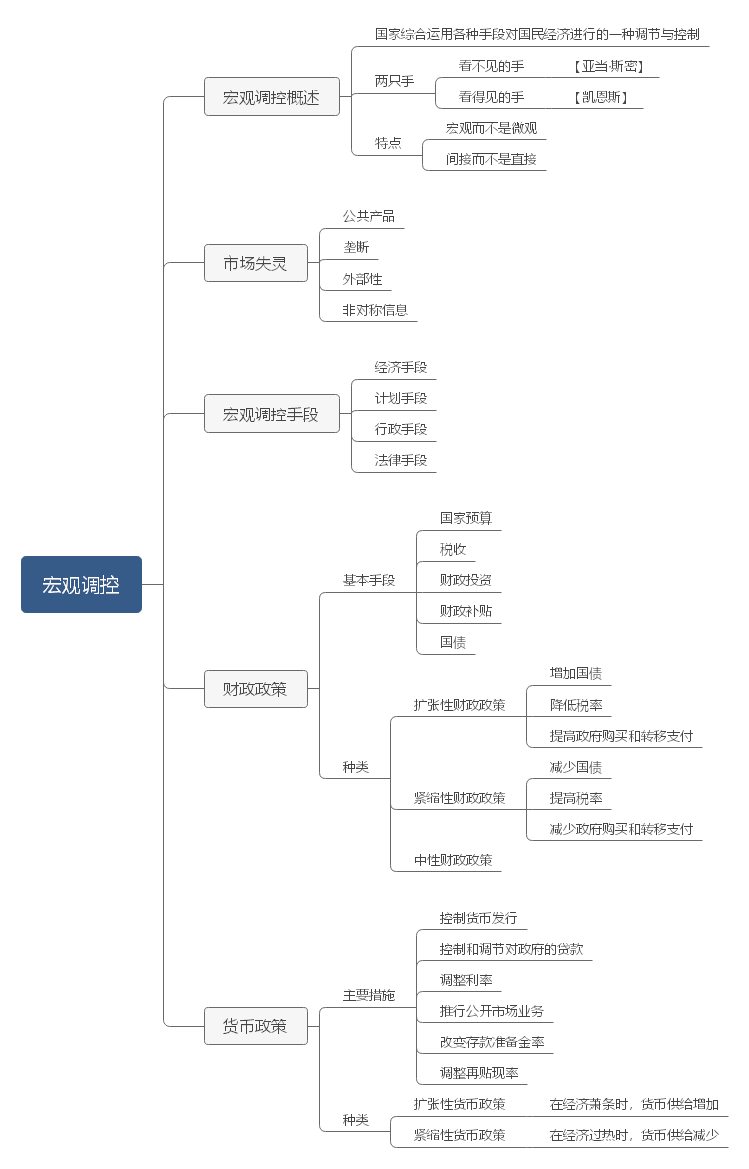 宏观调控
宏观调控概述
国家综合运用各种手段对国民经济进行的一种调节与控制
两只手
看不见的手
【亚当·斯密】
看得见的手
【凯恩斯】
特点
宏观而不是微观
间接而不是直接
市场失灵
公共产品
垄断
外部性
非对称信息
宏观调控手段
经济手段
计划手段
行政手段
法律手段
财政政策
基本手段
国家预算
税收
财政投资
财政补贴
国债
种类
扩张性财政政策
增加国债
降低税率
提高政府购买和转移支付
紧缩性财政政策
减少国债
提高税率
减少政府购买和转移支付
中性财政政策
货币政策
主要措施
控制货币发行
控制和调节对政府的贷款
调整利率
推行公开市场业务
改变存款准备金率
调整再贴现率
种类
扩张性货币政策
在经济萧条时，货币供给增加
紧缩性货币政策
在经济过热时，货币供给减少